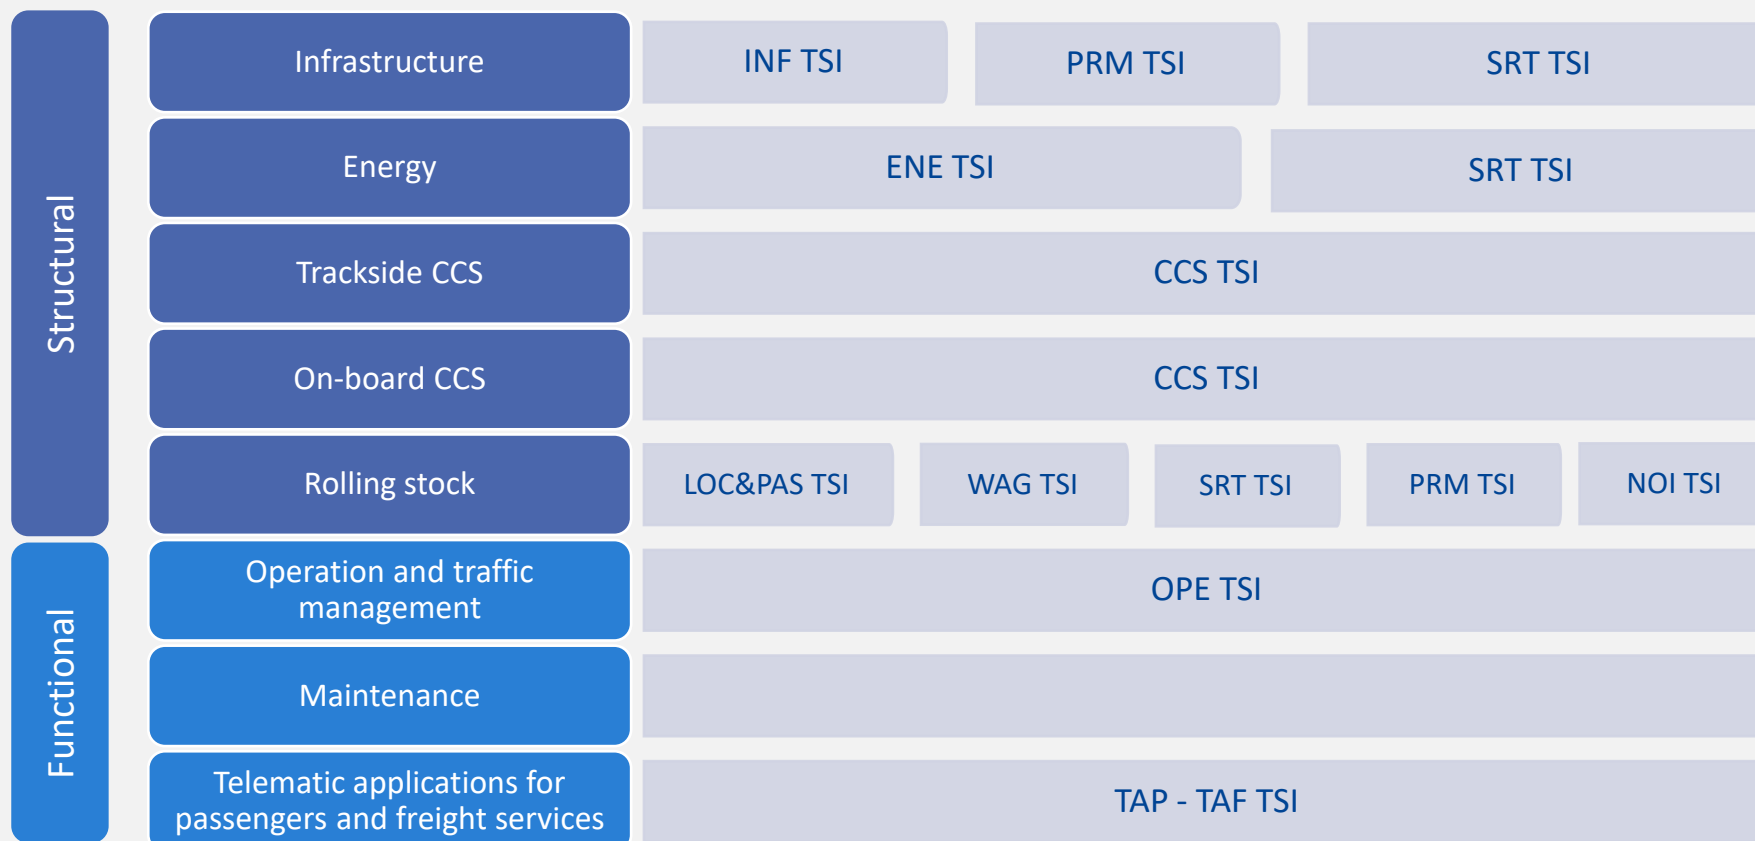 Structural
Infrastructure
INF TSI
PRM TSI
SRT TSI
Energy
ENE TSI
SRT TSI
Trackside CCS
CCS TSI
On-board CCS
CCS TSI
Rolling stock
LOC&PAS TSI
WAG TSI
SRT TSI
PRM TSI
NOI TSI
Functional
Operation and traffic
management
OPE TSI
Maintenance
Telematic applications for
passengers and freight services
TAP - TAF TSI